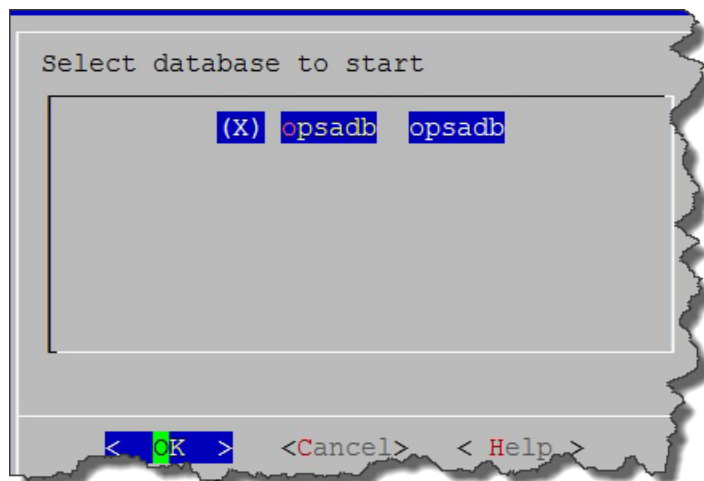 Select database to start
(X) opsadb opsadb
< OK > <Cancel> < Help >